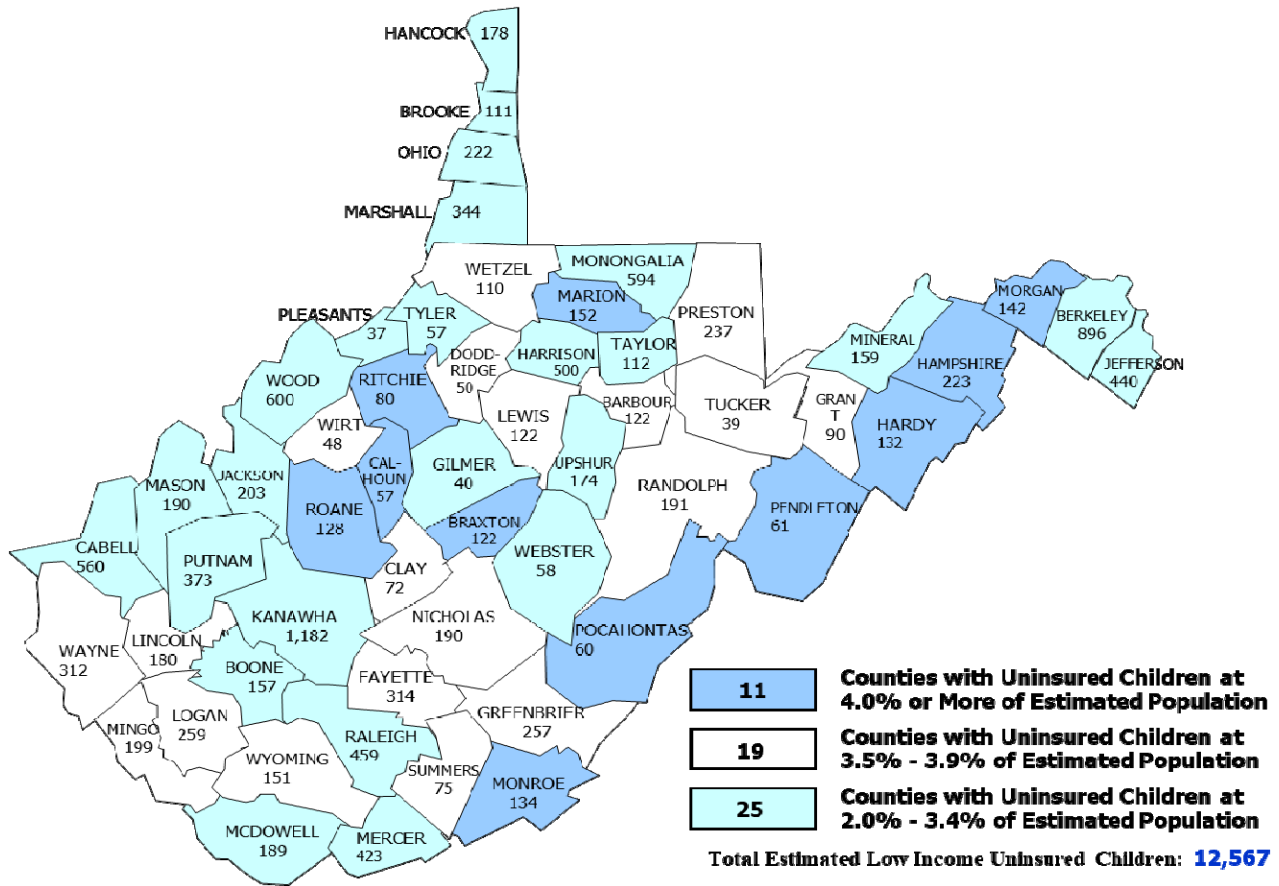 HANCOCK 178
BROOKE 111
OHIO 222
MARSHALL 344
WETZEL
110
MONONGALIA
594
MARION
152
PRESTON
237
PLEASANTS
37
TYLER
57
DODD-
RIDGE
50
HARRISON
500
TAYLOR
112
MORGAN
142
BERKELEY
896
JEFFERSON
440
MINERAL
159
HAMPSHIRE
223
WOOD
600
RITCHIE
80
WIRT
48
LEWIS
122
BARBOUR
122
TUCKER
39
GRAN
T
90
HARDY
132
MASON
190
JACKSON
203
ROANE
128
CAL-
HOUN
57
GILMER
40
UPSHUR
174
RANDOLPH
191
PENDLETON
61
BRAXTON
122
WEBSTER
58
CABELL
560
PUTNAM
373
CLAY
72
KANAWHA
1,182
NICHOLAS
190
POCAHONTAS
60
WAYNE
312
LINCOLN
180
BOONE
157
FAYETTE
314
GREENBRIER
257
MINGO
199
LOGAN
259
WYOMING
151
RALEIGH
459
SUMMERS
75
MONROE
134
MCDOWELL
189
MERCER
423
11 Counties with Uninsured Children at
4.0% or More of Estimated Population
19 Counties with Uninsured Children at
3.5% - 3.9% of Estimated Population
25 Counties with Uninsured Children at
2.0% - 3.4% of Estimated Population
Total Estimated Low Income Uninsured Children: 12,567